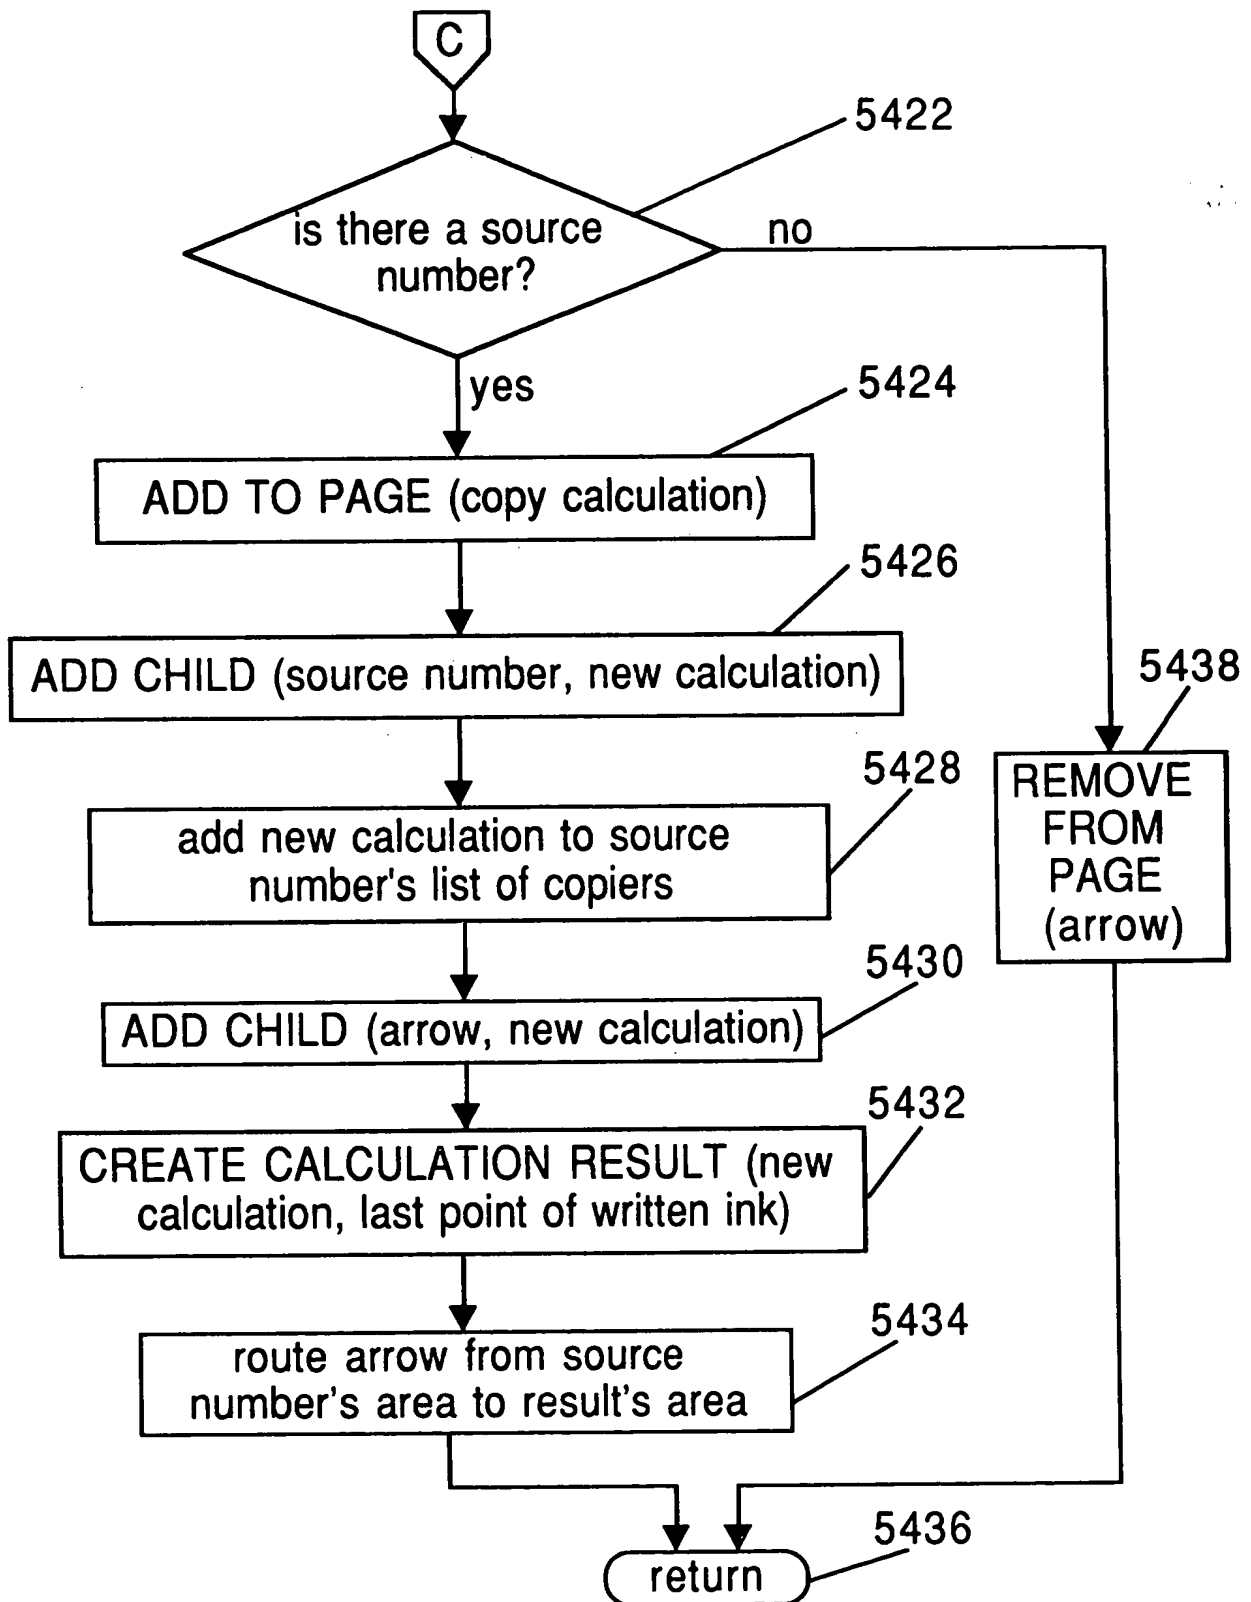 C
5422
is there a source
number?
no
yes
5424
ADD TO PAGE (copy calculation)
5426
ADD CHILD (source number, new calculation)
5438
REMOVE
FROM
PAGE
(arrow)
5428
add new calculation to source
number's list of copiers
5430
ADD CHILD (arrow, new calculation)
5432
CREATE CALCULATION RESULT (new
calculation, last point of written ink)
5434
route arrow from source
number's area to result's area
5436
return